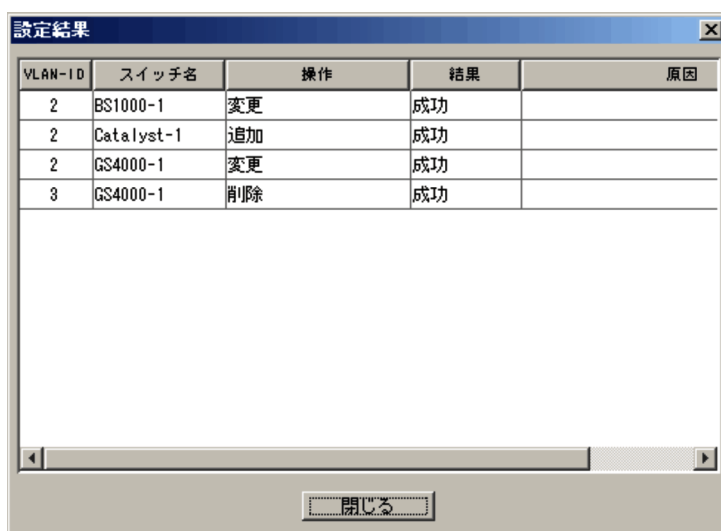 設定結果
VLAN-ID スイッチ名 操作 結果 原因
2 BS1000-1 変更 成功
2 Catalyst-1 追加 成功
2 GS4000-1 変更 成功
3 GS4000-1 削除 成功
閉じる